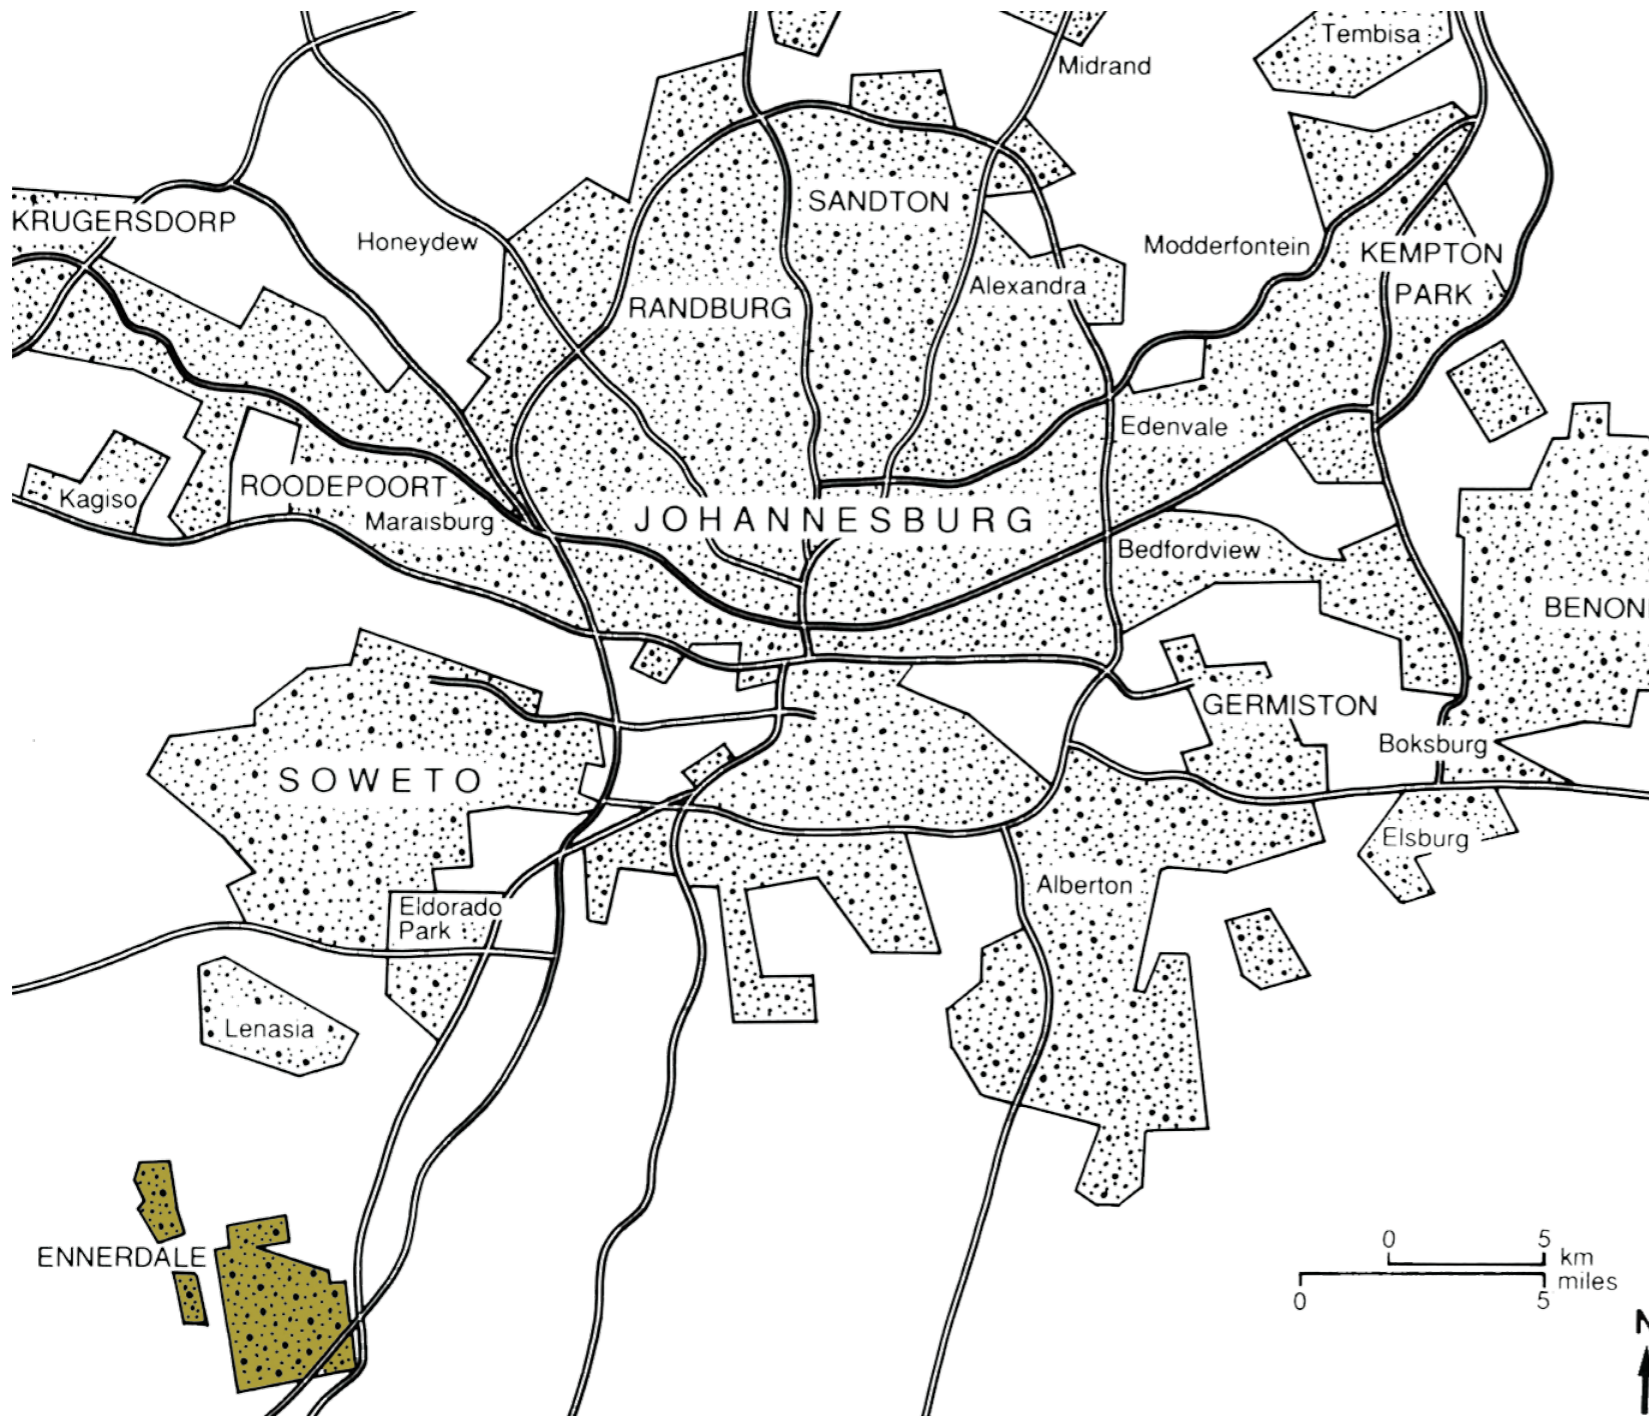 Tembisa
Midrand
SANDTON
KRUGERSDORP
Honeydew
Modderfontein
KEMPTON
PARK
Alexandra
RANDBURG
Edenvale
ROODEPOORT
Kagiso
Maraisburg
JOHANNESBURG
Bedfordview
BENONI
GERMISTON
Boksburg
SOWETO
Elsburg
Alberton
Eldorado
Park
Lenasia
ENNERDALE
0 5
km
miles
0 5
N